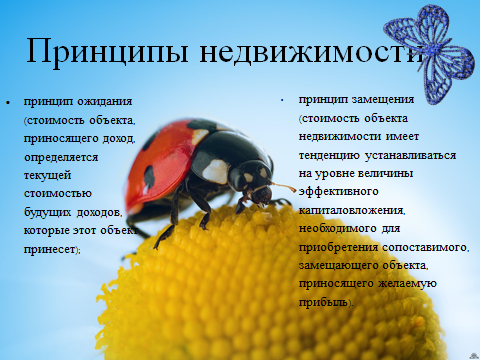 Принципы недвижимости
• принцип ожидания
(стоимость объекта,
приносящего доход,
определяется
текущей
стоимостью
будущих доходов,
которые этот объект
принесет);
• принцип замещения
(стоимость объекта
недвижимости имеет
тенденцию устанавливаться
на уровне величины
эффективного
капиталовложения,
необходимого для
приобретения сопоставимого,
замещающего объекта,
приносящего желаемую
прибыль).